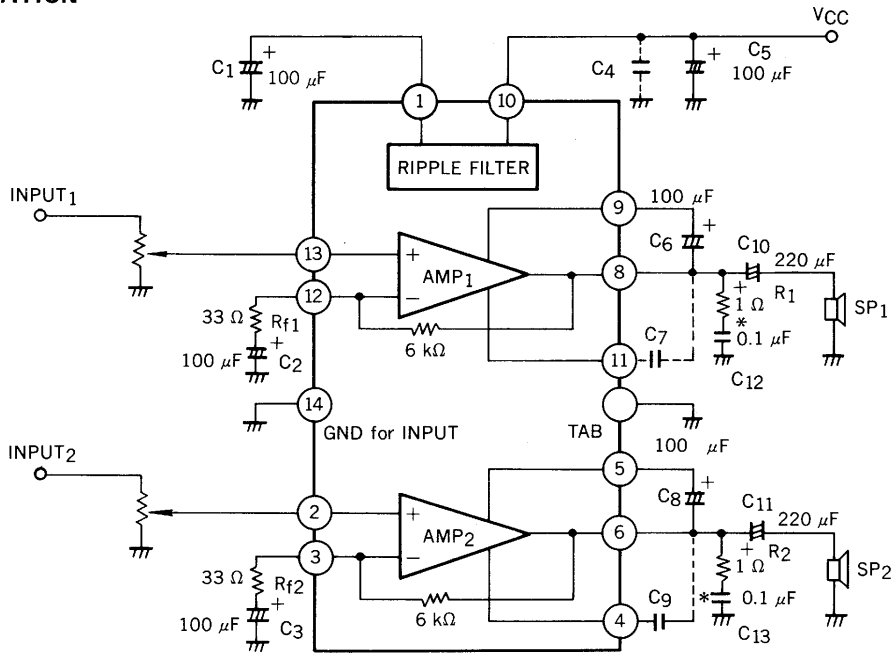 VCC
C1
+
100 µF
C4
C5
+
100 µF
1
10
RIPPLE FILTER
INPUT1
13
12
+
−
AMP1
33 Ω
Rf1
+
100 µF
C2
6 kΩ
9
8
11
100 µF
+
C6
C7
C10
220 µF
+
1 Ω
R1
*
0.1 µF
C12
SP1
14
GND for INPUT
TAB
INPUT2
2
3
+
−
AMP2
33 Ω
Rf2
+
100 µF
C3
6 kΩ
5
6
4
100 µF
+
C8
C9
C11
220 µF
+
R2
1 Ω
*
0.1 µF
C13
SP2